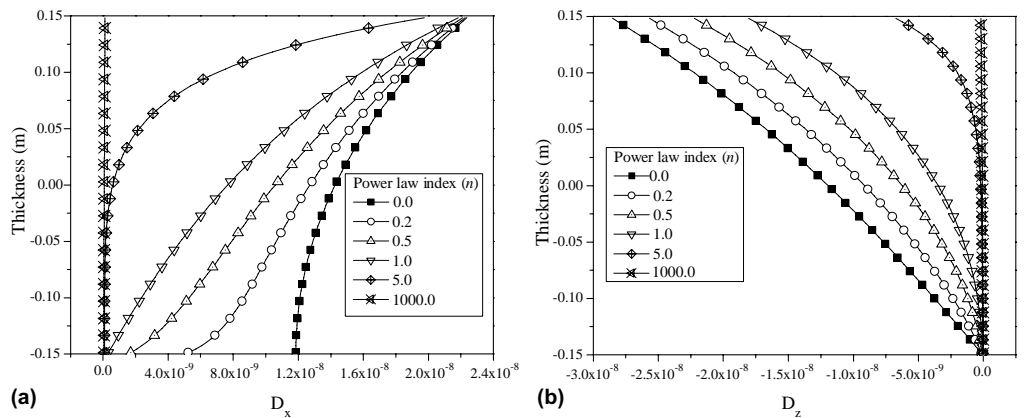 0.15
0.10
0.05
0.00
-0.05
-0.10
-0.15
Thickness (m)
Power law index (n)
0.0
0.2
0.5
1.0
5.0
1000.0
0.0
4.0x10⁻⁹
8.0x10⁻⁹
1.2x10⁻⁸
1.6x10⁻⁸
2.0x10⁻⁸
2.4x10⁻⁸
(a)
Dₓ
0.15
0.10
0.05
0.00
-0.05
-0.10
-0.15
Thickness (m)
Power law index (n)
0.0
0.2
0.5
1.0
5.0
1000.0
-3.0x10⁻⁸
-2.5x10⁻⁸
-2.0x10⁻⁸
-1.5x10⁻⁸
-1.0x10⁻⁸
-5.0x10⁻⁹
0.0
(b)
D_z